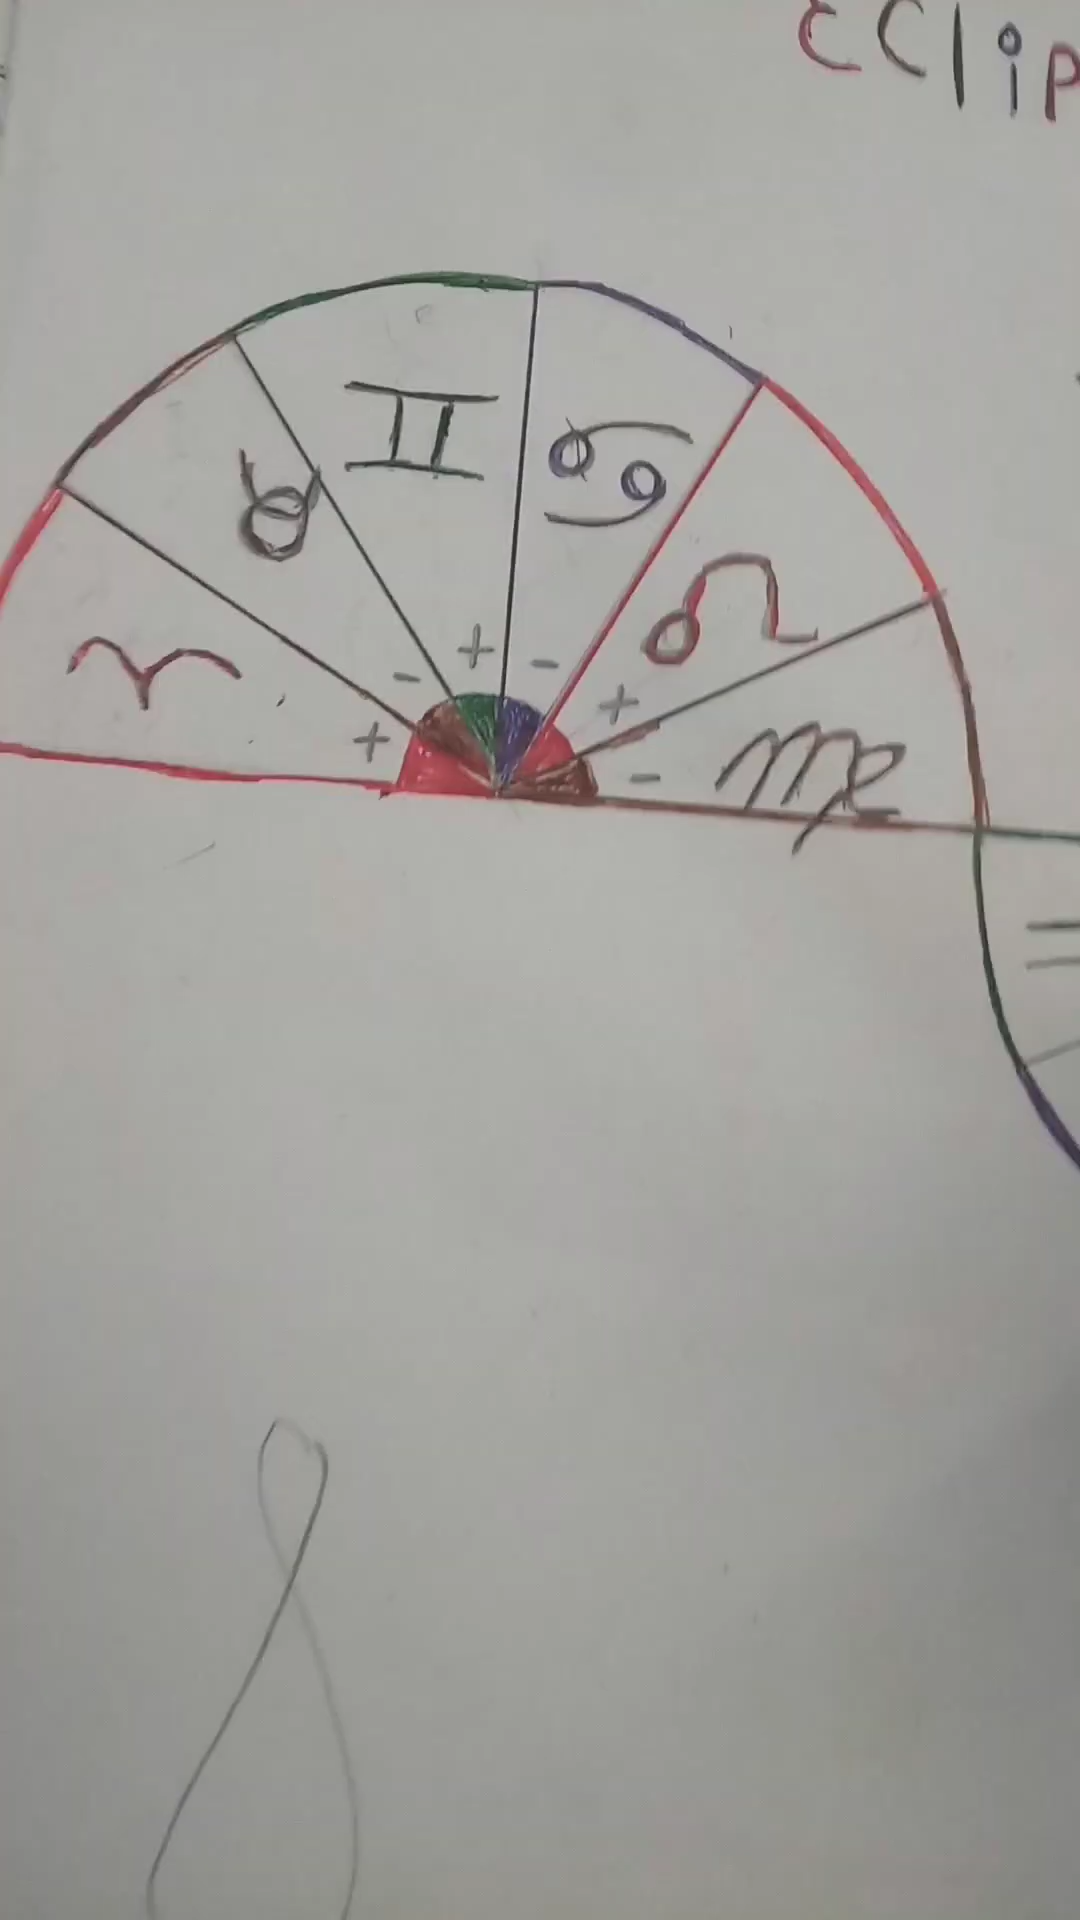 ECliP
♊ ♋
♉ ♌
♈ ♍
+ - + - + -